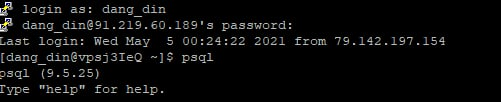 login as: dang_din
dang_din@91.219.60.189's password:
Last login: Wed May  5 00:24:22 2021 from 79.142.197.154
[dang_din@vpsj3IeQ ~]$ psql
psql (9.5.25)
Type "help" for help.